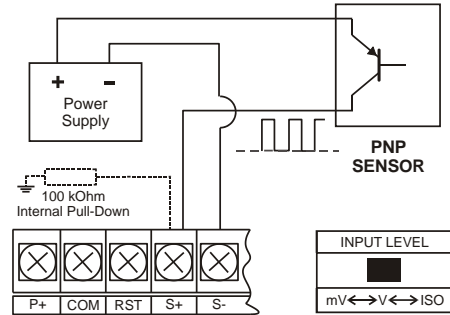 + -
Power
Supply
PNP
SENSOR
100 kOhm
Internal Pull-Down
INPUT LEVEL
mV↔V↔ISO
P+ COM RST S+ S-